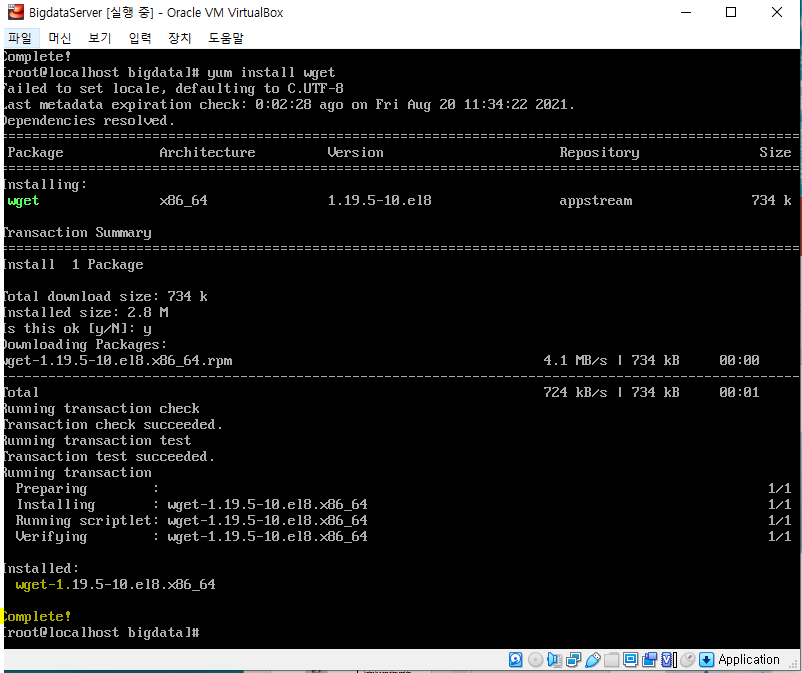 BigdataServer [실행 중] - Oracle VM VirtualBox
파일 머신 보기 입력 장치 도움말
Complete!
[root@localhost bigdata]# yum install wget
Failed to set locale, defaulting to C.UTF-8
Last metadata expiration check: 0:02:28 ago on Fri Aug 20 11:34:22 2021.
Dependencies resolved.
Package Architecture Version Repository Size
Installing:
wget x86_64 1.19.5-10.el8 appstream 734 k
Transaction Summary
Install 1 Package
Total download size: 734 k
Installed size: 2.8 M
Is this ok [y/N]: y
Downloading Packages:
wget-1.19.5-10.el8.x86_64.rpm 4.1 MB/s | 734 kB 00:00
Total 724 kB/s | 734 kB 00:01
Running transaction check
Transaction check succeeded.
Running transaction test
Transaction test succeeded.
Running transaction
Preparing : 1/1
Installing : wget-1.19.5-10.el8.x86_64 1/1
Running scriptlet: wget-1.19.5-10.el8.x86_64 1/1
Verifying : wget-1.19.5-10.el8.x86_64 1/1
Installed:
wget-1.19.5-10.el8.x86_64
Complete!
[root@localhost bigdata]#
Application